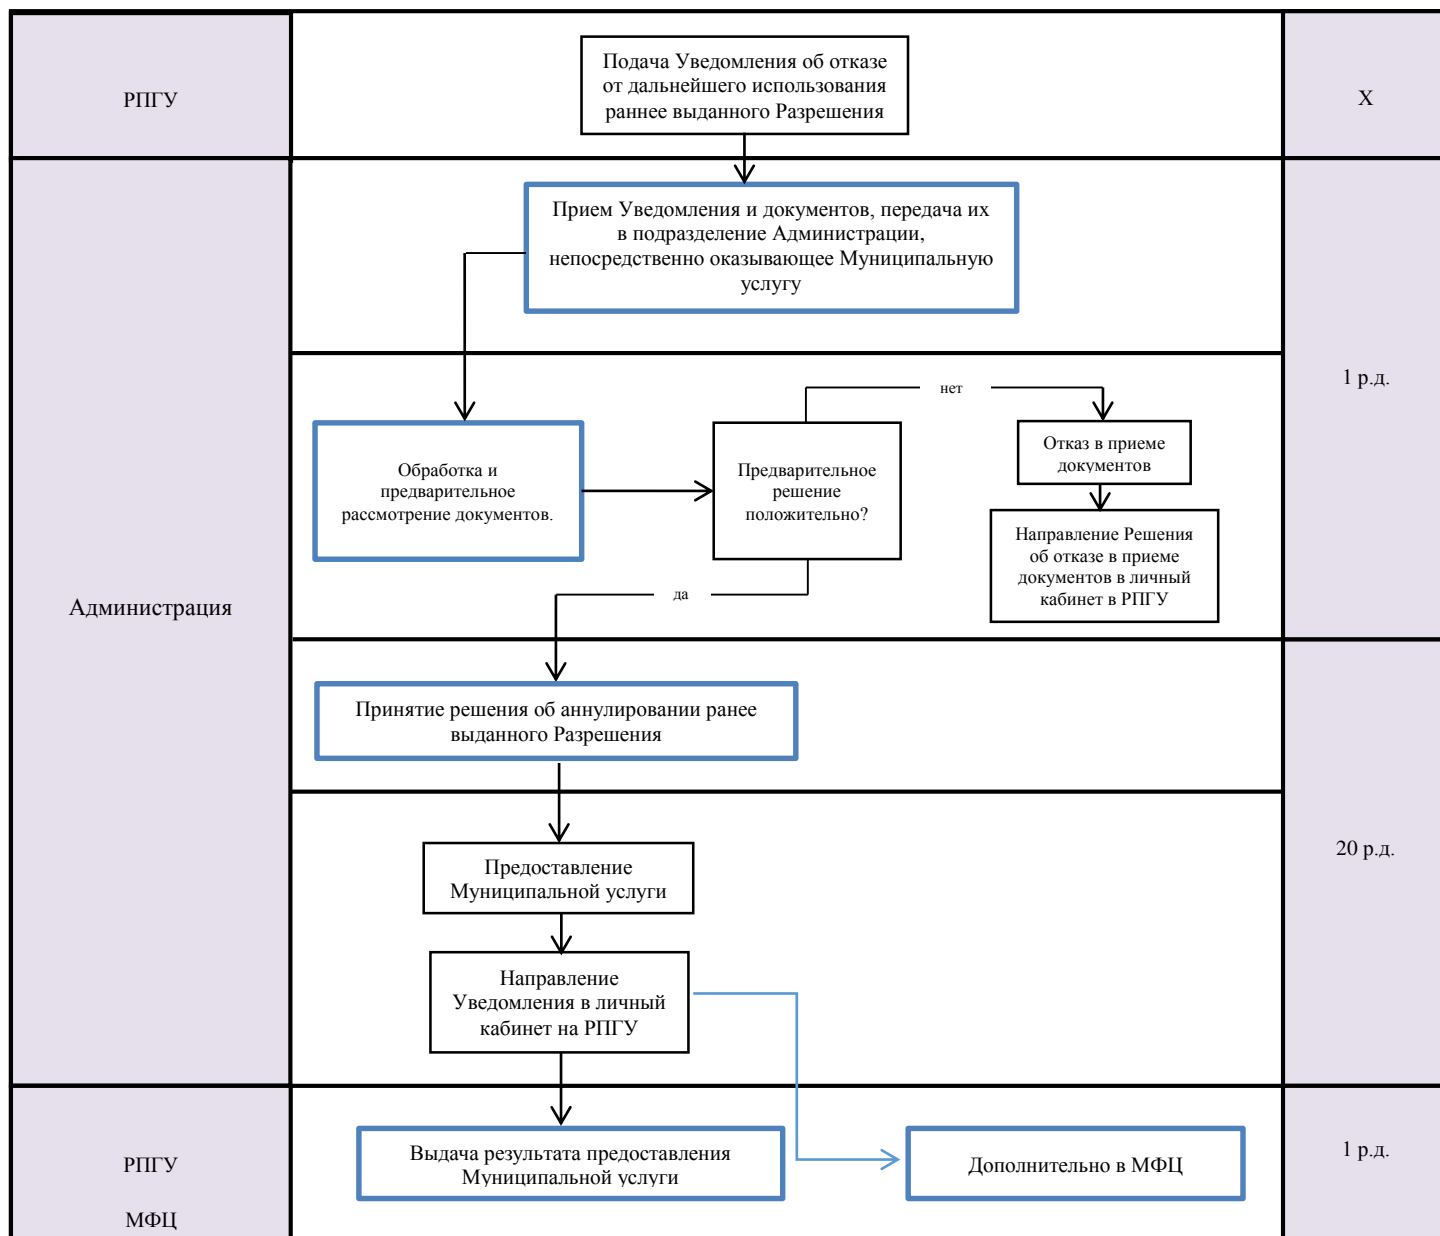 РПГУ
Подача Уведомления об отказе
от дальнейшего использования
раннее выданного Разрешения
Х
Прием Уведомления и документов, передача их
в подразделение Администрации,
непосредственно оказывающее Муниципальную
услугу
1 р.д.
нет
Обработка и
предварительное
рассмотрение документов.
Предварительное
решение
положительно?
Отказ в приеме
документов
Направление Решения
об отказе в приеме
документов в личный
кабинет в РПГУ
да
Администрация
Принятие решения об аннулировании ранее
выданного Разрешения
20 р.д.
Предоставление
Муниципальной услуги
Направление
Уведомления в личный
кабинет на РПГУ
РПГУ
МФЦ
Выдача результата предоставления
Муниципальной услуги
Дополнительно в МФЦ
1 р.д.